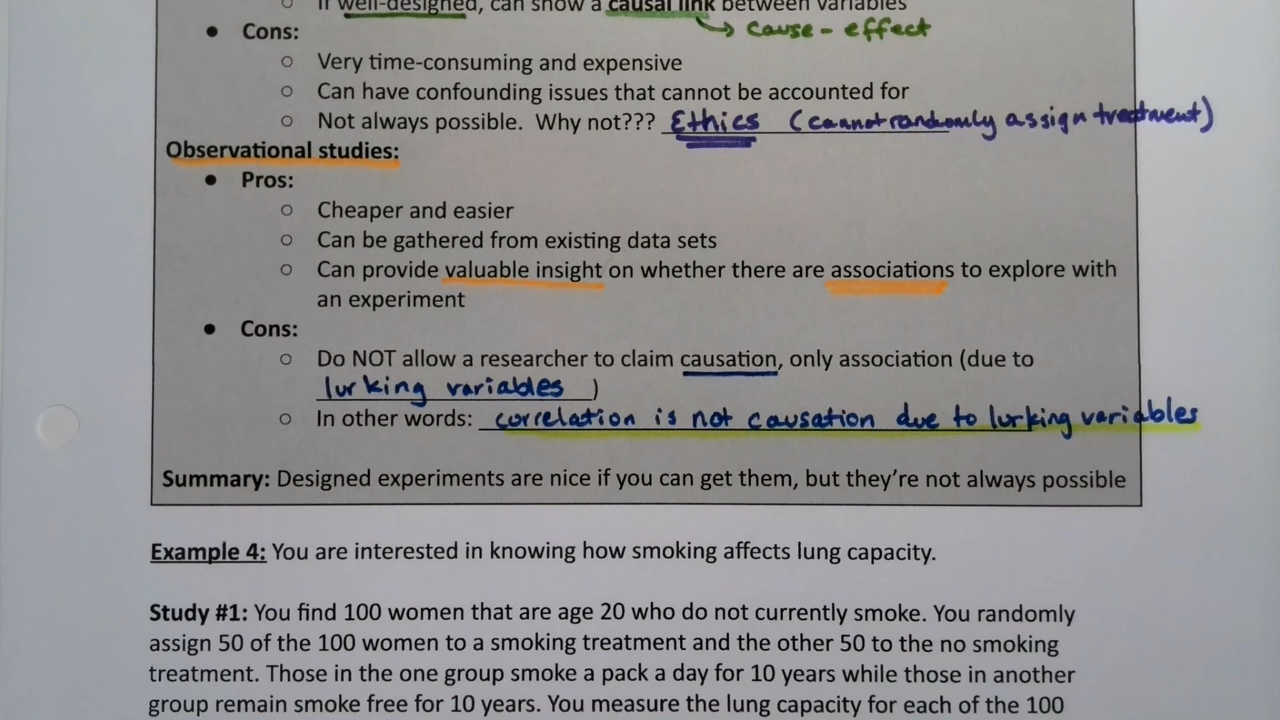 ○ If well-designed, can show a causal link between variables
● Cons: → cause - effect
○ Very time-consuming and expensive
○ Can have confounding issues that cannot be accounted for
○ Not always possible. Why not??? Ethics (cannot randomly assign treatment)
Observational studies:
● Pros:
○ Cheaper and easier
○ Can be gathered from existing data sets
○ Can provide valuable insight on whether there are associations to explore with
an experiment
● Cons:
○ Do NOT allow a researcher to claim causation, only association (due to
lurking variables )
○ In other words: correlation is not causation due to lurking variables
Summary: Designed experiments are nice if you can get them, but they’re not always possible
Example 4: You are interested in knowing how smoking affects lung capacity.
Study #1: You find 100 women that are age 20 who do not currently smoke. You randomly
assign 50 of the 100 women to a smoking treatment and the other 50 to the no smoking
treatment. Those in the one group smoke a pack a day for 10 years while those in another
group remain smoke free for 10 years. You measure the lung capacity for each of the 100